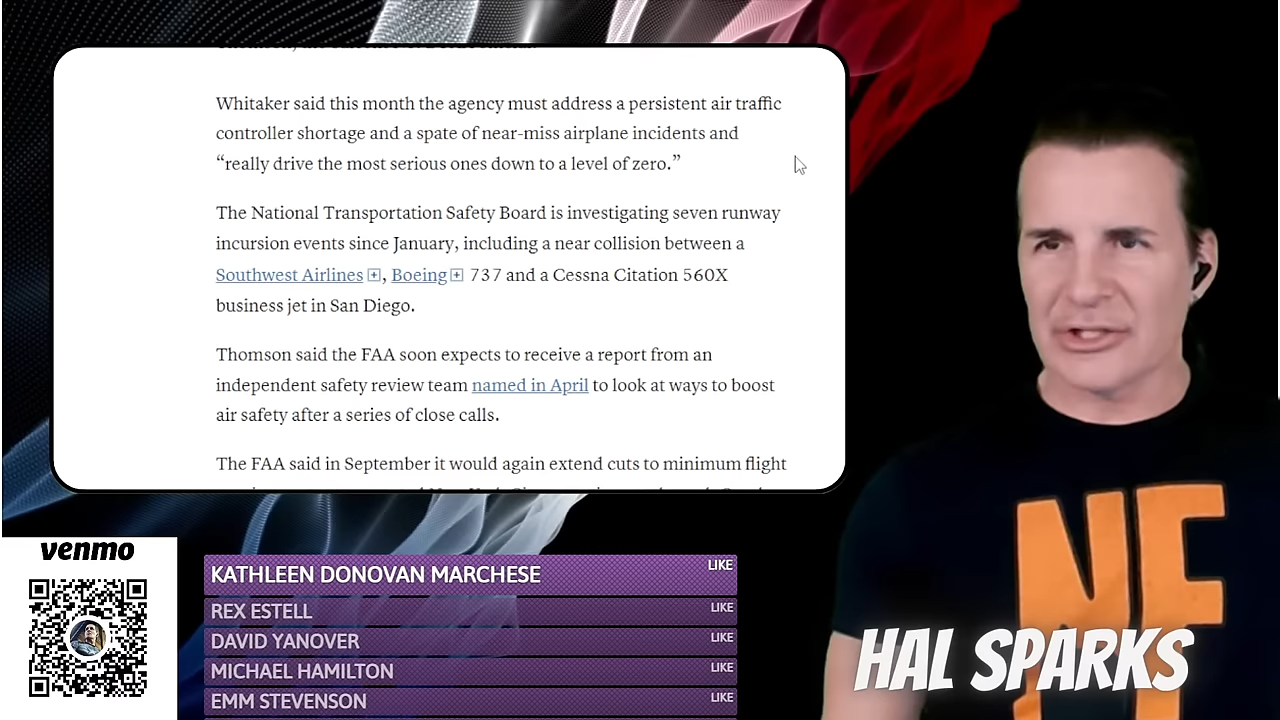 Whitaker said this month the agency must address a persistent air traffic
controller shortage and a spate of near-miss airplane incidents and
“really drive the most serious ones down to a level of zero.”
The National Transportation Safety Board is investigating seven runway
incursion events since January, including a near collision between a
Southwest Airlines, Boeing 737 and a Cessna Citation 560X
business jet in San Diego.
Thomson said the FAA soon expects to receive a report from an
independent safety review team named in April to look at ways to boost
air safety after a series of close calls.
The FAA said in September it would again extend cuts to minimum flight
venmo
KATHLEEN DONOVAN MARCHESE LIKE
REX ESTELL LIKE
DAVID YANOVER LIKE
MICHAEL HAMILTON LIKE
EMM STEVENSON LIKE
NF
HAL SPARKS